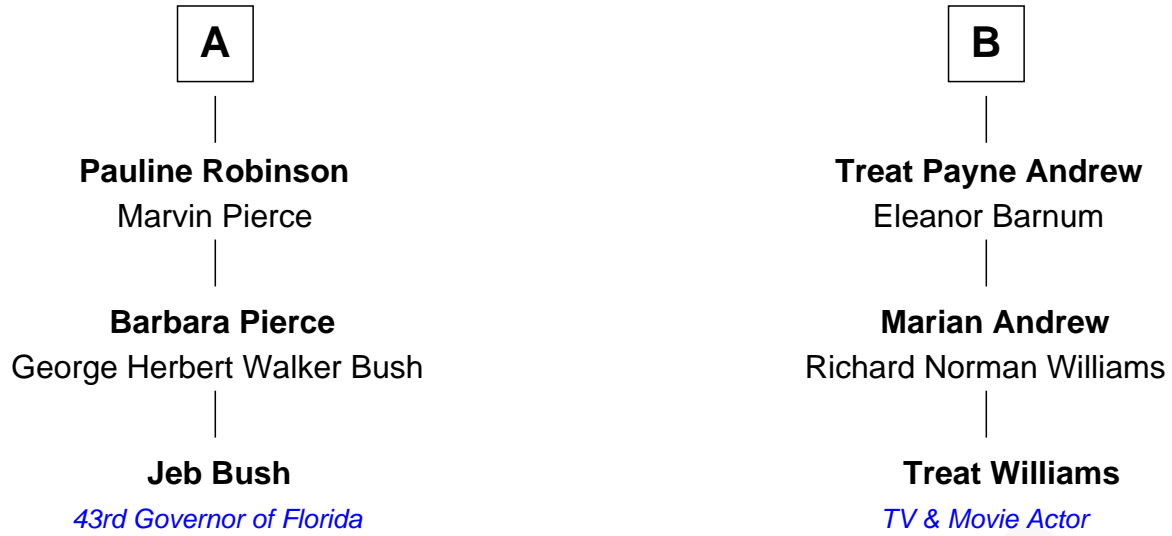 A
Pauline Robinson
Marvin Pierce
Barbara Pierce
George Herbert Walker Bush
Jeb Bush
43rd Governor of Florida
B
Treat Payne Andrew
Eleanor Barnum
Marian Andrew
Richard Norman Williams
Treat Williams
TV & Movie Actor